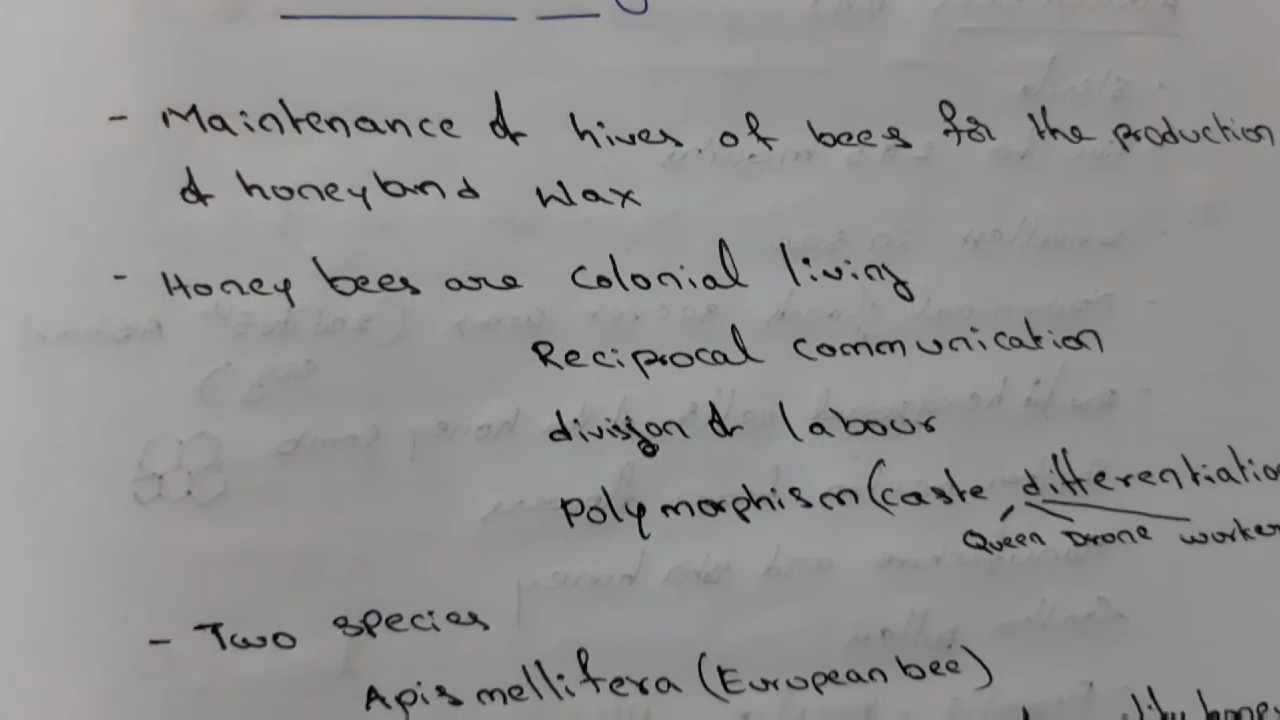 - Maintenance of hives of bees for the production
of honey and wax
- Honey bees are colonial living
Reciprocal communication
division of labour
Polymorphism (caste differentiatio
Queen Drone worker
- Two species
Apis mellifera (European bee)